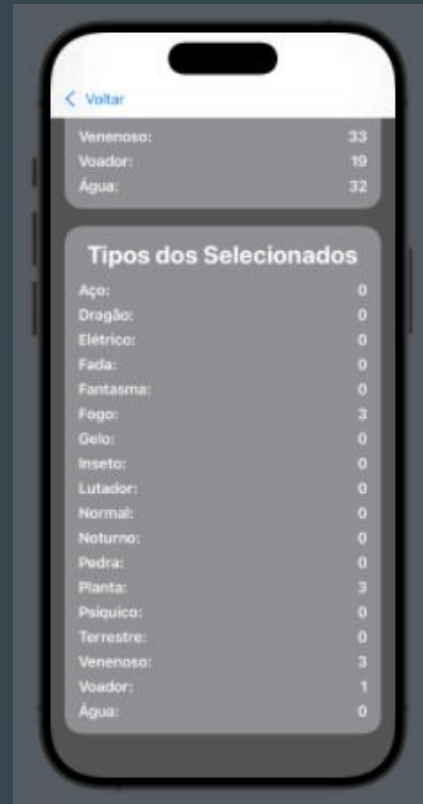 Voltar
Venenoso: 33
Voador: 19
Água: 32
Tipos dos Selecionados
Aço: 0
Dragão: 0
Elétrico: 0
Fada: 0
Fantasma: 0
Fogo: 3
Gelo: 0
Inseto: 0
Lutador: 0
Normal: 0
Noturno: 0
Pedra: 0
Planta: 3
Psíquico: 0
Terrestre: 0
Venenoso: 3
Voador: 1
Água: 0